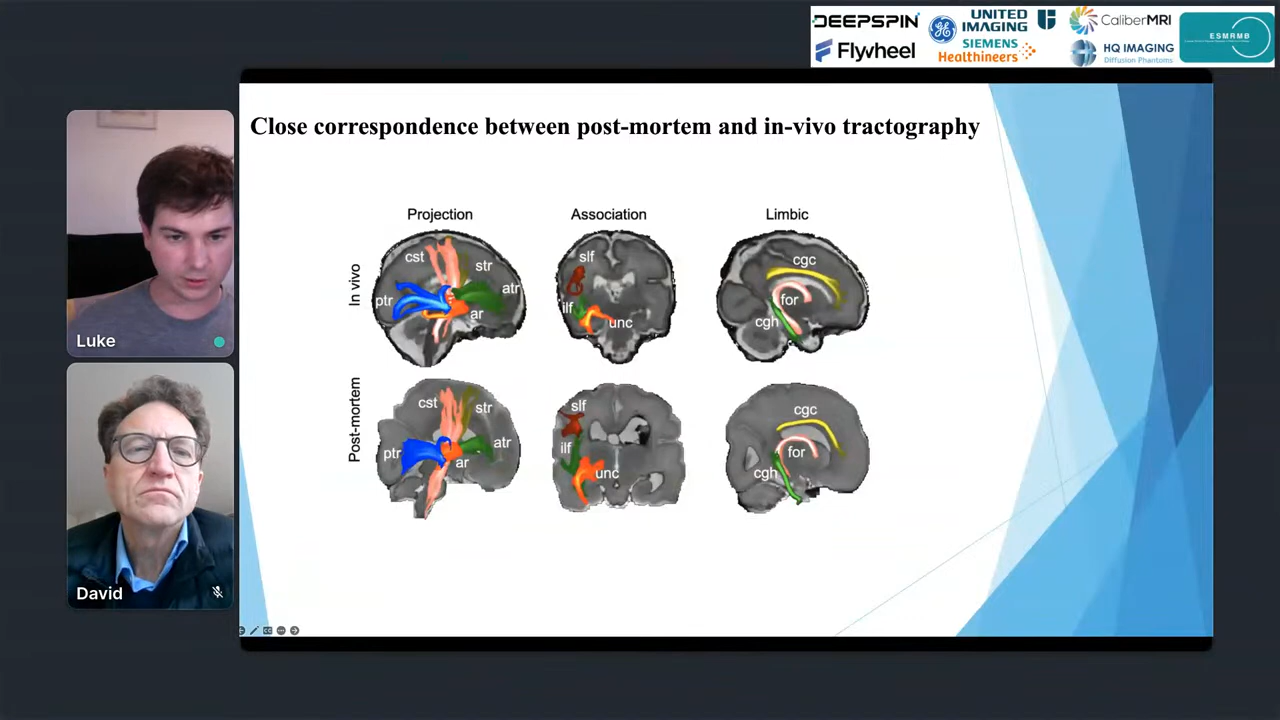 DEEPSPIN
UNITED
IMAGING
CaliberMRI
ESMRMB
Flywheel
GE
SIEMENS
Healthineers
HQ IMAGING
Diffusion Phantoms
Close correspondence between post-mortem and in-vivo tractography
Projection
Association
Limbic
In vivo
cst
str
ptr
atr
ar
slf
ilf
unc
cgc
for
cgh
Post-mortem
cst
str
ptr
atr
ar
slf
ilf
unc
cgc
for
cgh
Luke
David